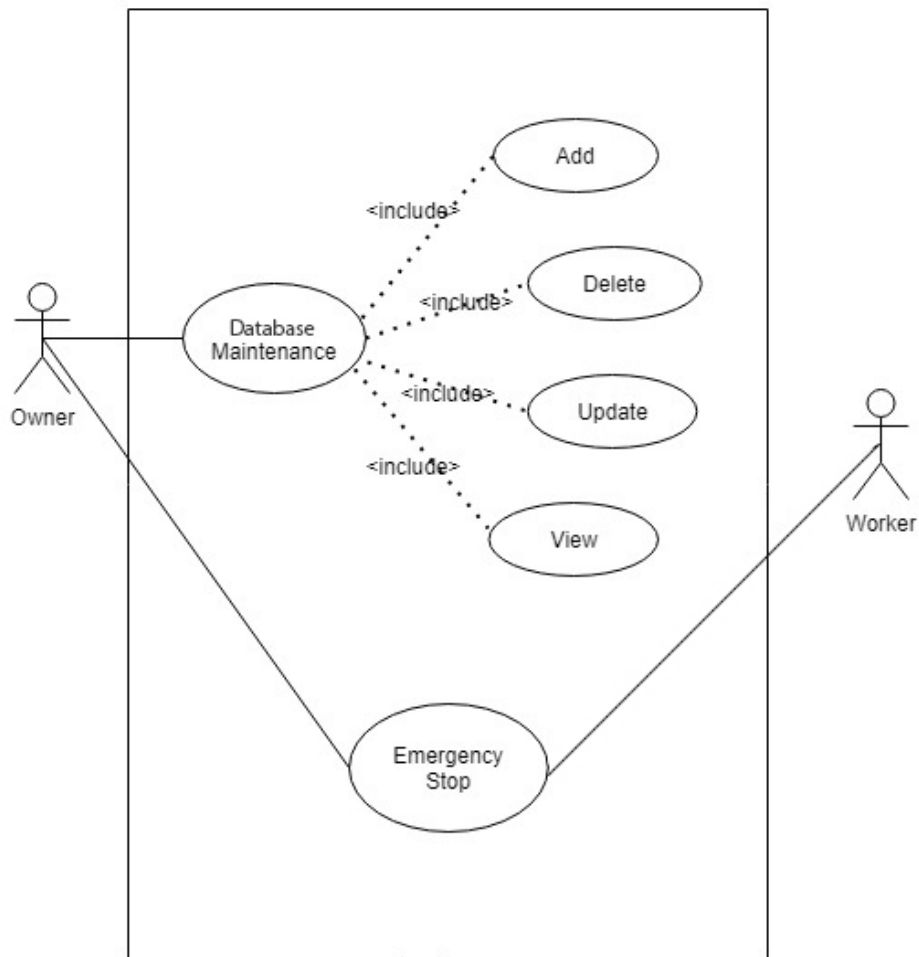 Add
<include>
Delete
<include>
Database
Maintenance
Owner
<include>
Update
<include>
View
Worker
Emergency
Stop